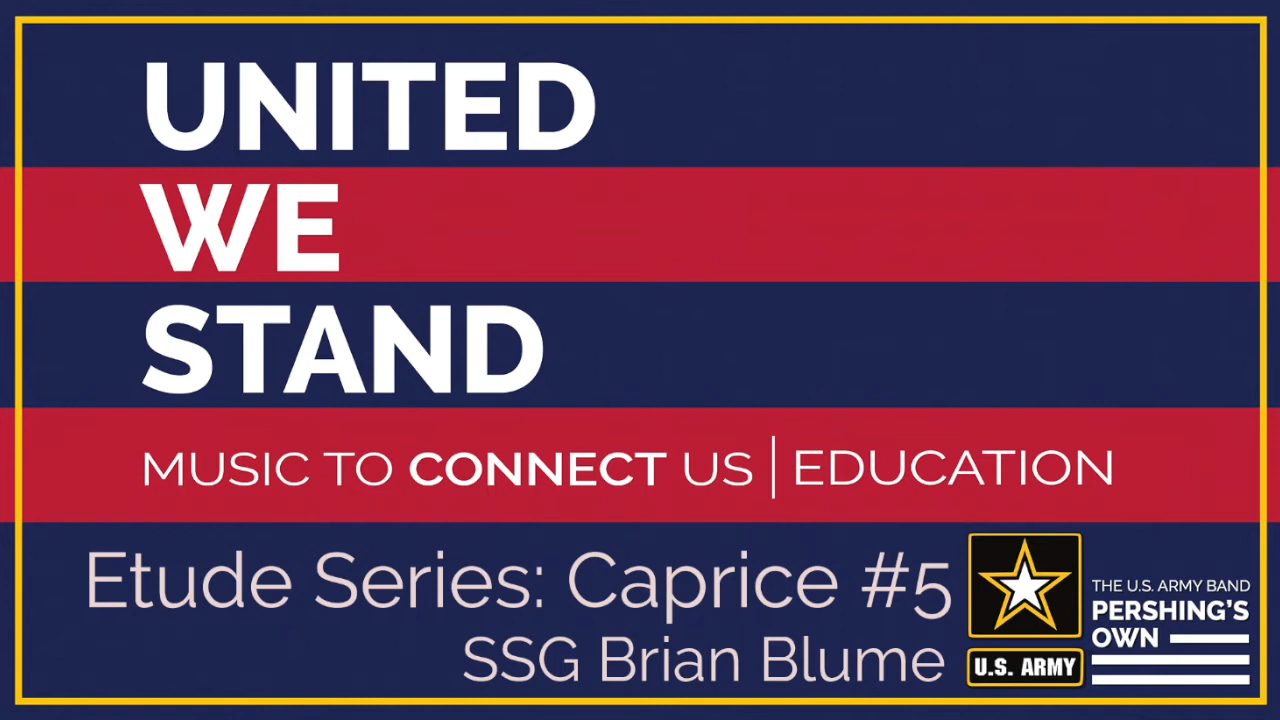 UNITED
WE
STAND
MUSIC TO CONNECT US | EDUCATION
Etude Series: Caprice #5
SSG Brian Blume
U.S. ARMY
THE U.S. ARMY BAND
PERSHING'S
OWN